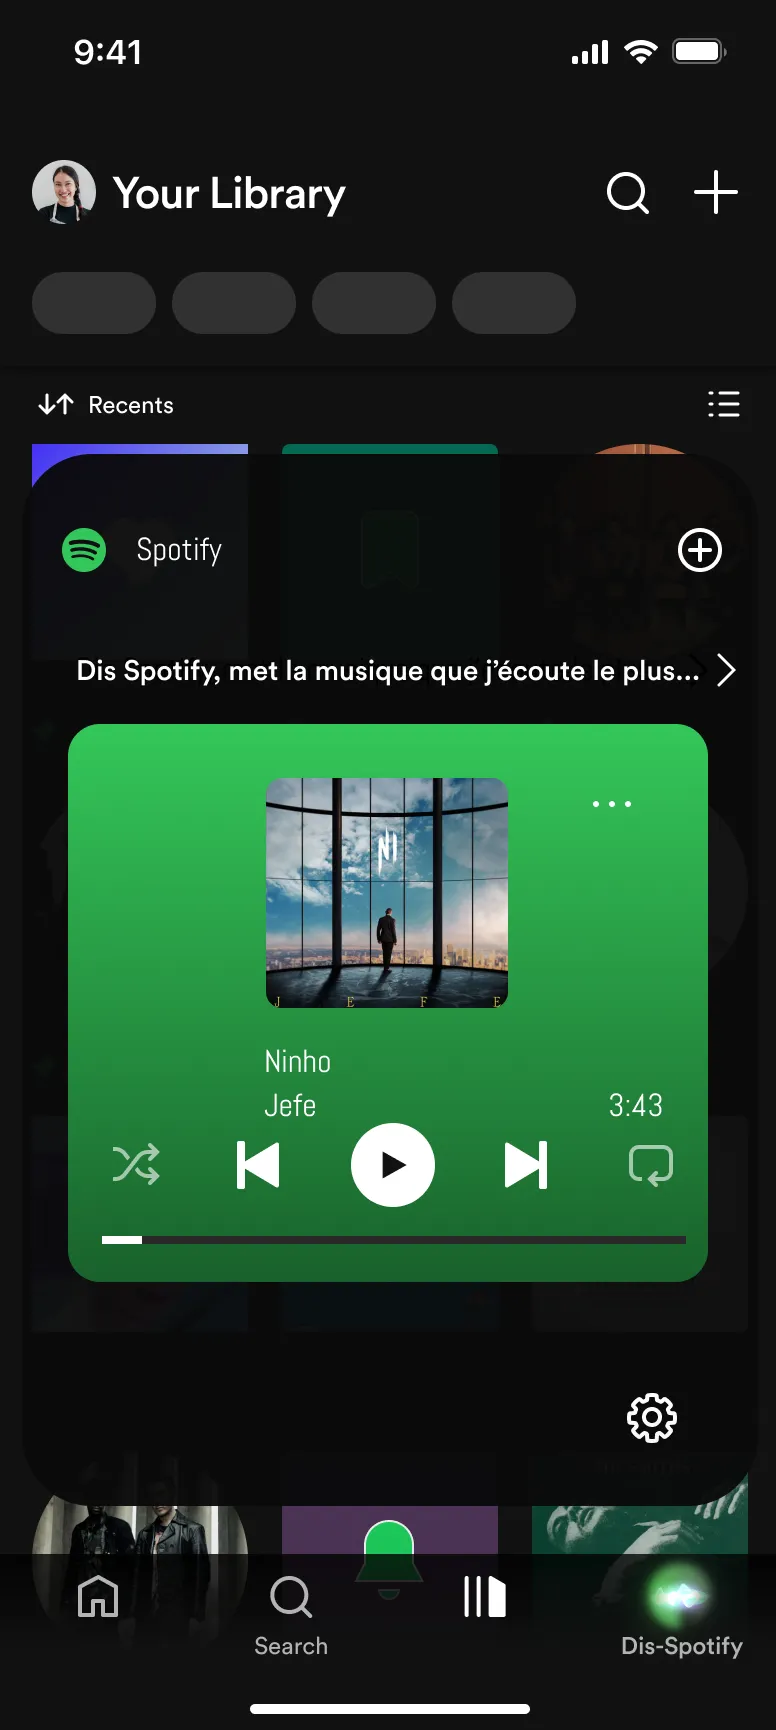 9:41
Your Library
Recents
Spotify
Dis Spotify, met la musique que j’écoute le plus...
NI
J E F E
Ninho
Jefe
3:43
Search
Dis-Spotify